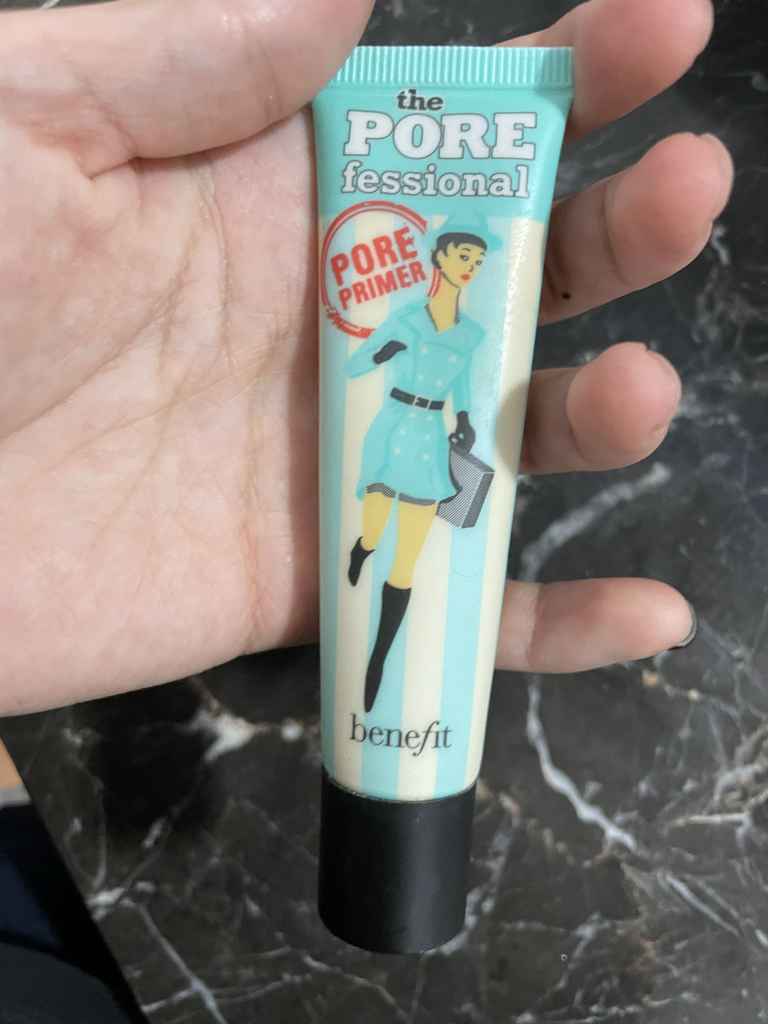 the
PORE
fessional
PORE
PRIMER
benefit